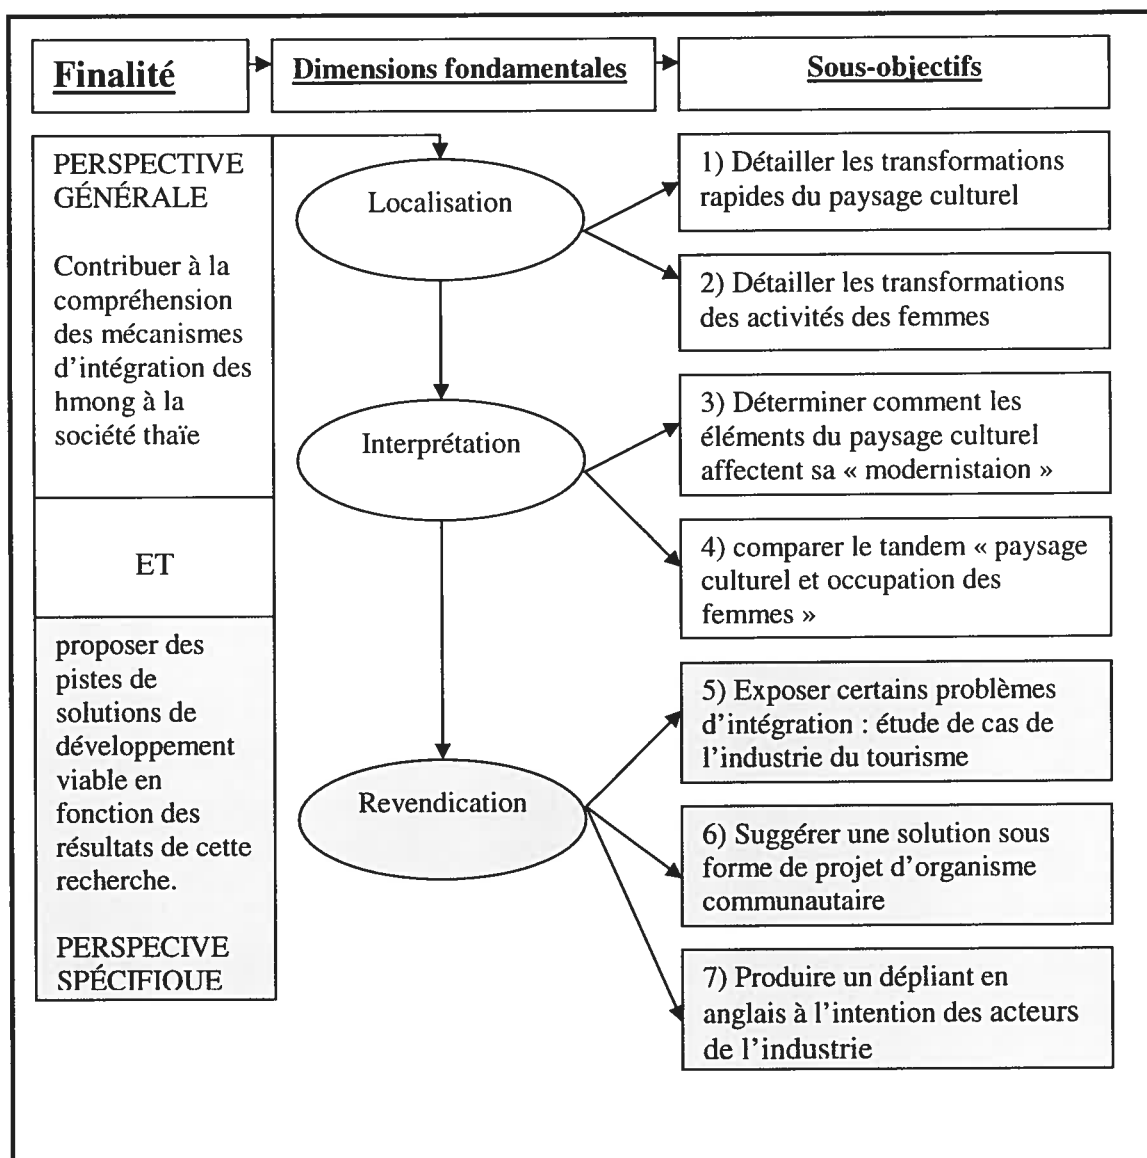 Finalité
Dimensions fondamentales
Sous-objectifs
PERSPECTIVE
GÉNÉRALE
Contribuer à la
compréhension
des mécanismes
d'intégration des
hmong à la
société thaïe
ET
proposer des
pistes de
solutions de
développement
viable en
fonction des
résultats de cette
recherche.
PERSPECIVE
SPÉCIFIQUE
Localisation
Interprétation
Revendication
1) Détailler les transformations
rapides du paysage culturel
2) Détailler les transformations
des activités des femmes
3) Déterminer comment les
éléments du paysage culturel
affectent sa « modernistaion »
4) comparer le tandem « paysage
culturel et occupation des
femmes »
5) Exposer certains problèmes
d'intégration : étude de cas de
l'industrie du tourisme
6) Suggérer une solution sous
forme de projet d'organisme
communautaire
7) Produire un dépliant en
anglais à l'intention des acteurs
de l'industrie